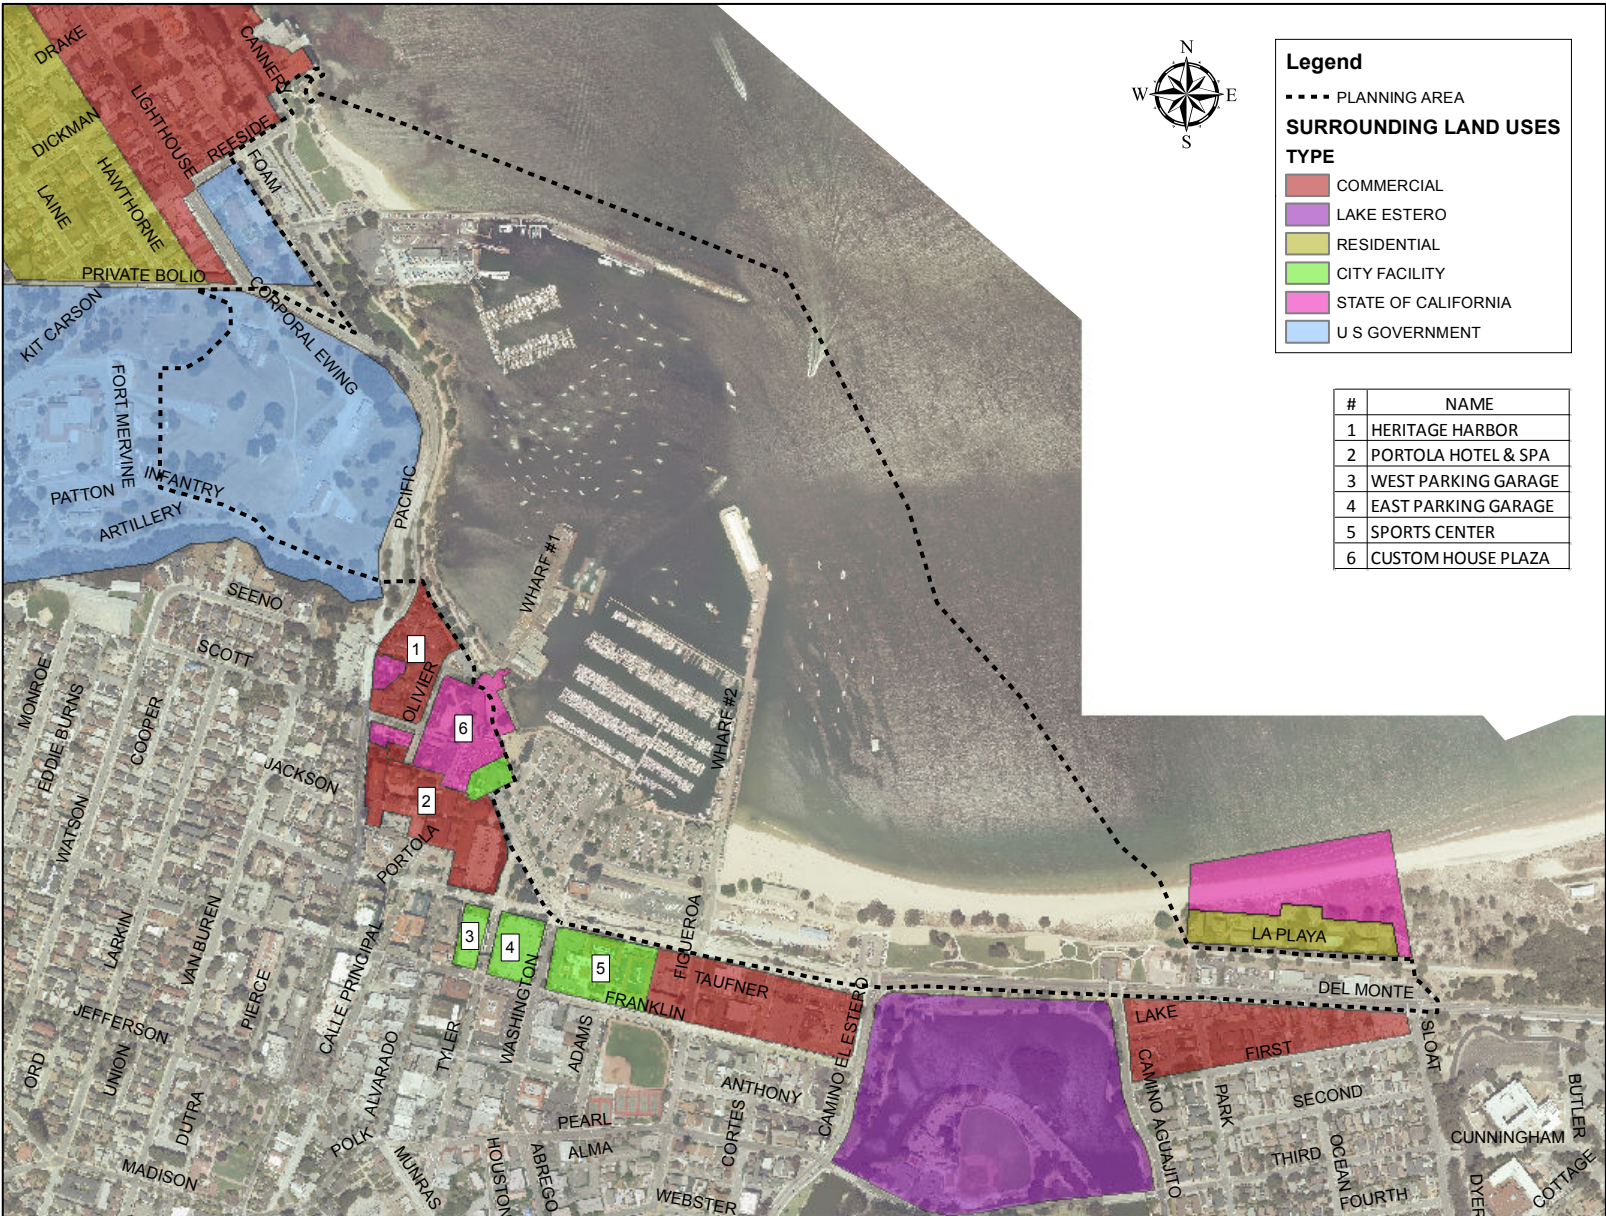 N
W E
S
Legend
PLANNING AREA
SURROUNDING LAND USES
TYPE
COMMERCIAL
LAKE ESTERO
RESIDENTIAL
CITY FACILITY
STATE OF CALIFORNIA
U S GOVERNMENT
# NAME
1 HERITAGE HARBOR
2 PORTOLA HOTEL & SPA
3 WEST PARKING GARAGE
4 EAST PARKING GARAGE
5 SPORTS CENTER
6 CUSTOM HOUSE PLAZA
DRAKE
CANNERY
LIGHTHOUSE
REESIDE
DICKMAN
HAWTHORNE
FOAM
LAINE
PRIVATE BOLIO
KIT CARSON
CORPORAL EWING
FORT MERVINE
INFANTRY
PATTON
ARTILLERY
PACIFIC
WHARF #1
SEENO
SCOTT
1
OLIVIER
MONROE
EDDIE BURNS
COOPER
6
WHARF #2
JACKSON
2
WATSON
PORTOLA
LARKIN
VAN BUREN
CALLE PRINCIPAL
3
4
5
FIGUEROA
TAUFNER
LA PLAYA
DEL MONTE
PIERCE
WASHINGTON
FRANKLIN
CAMINO EL ESTERO
LAKE
FIRST
SLOAT
JEFFERSON
ORD
UNION
ALVARADO
TYLER
ADAMS
ANTHONY
CAMINO AGUAJITO
PARK
SECOND
BUTLER
DUTRA
POLK
PEARL
ALMA
CORTES
THIRD
OCEAN
CUNNINGHAM
MADISON
MUNRAS
HOUSTON
ABREGO
WEBSTER
FOURTH
DYER
COTTAGE